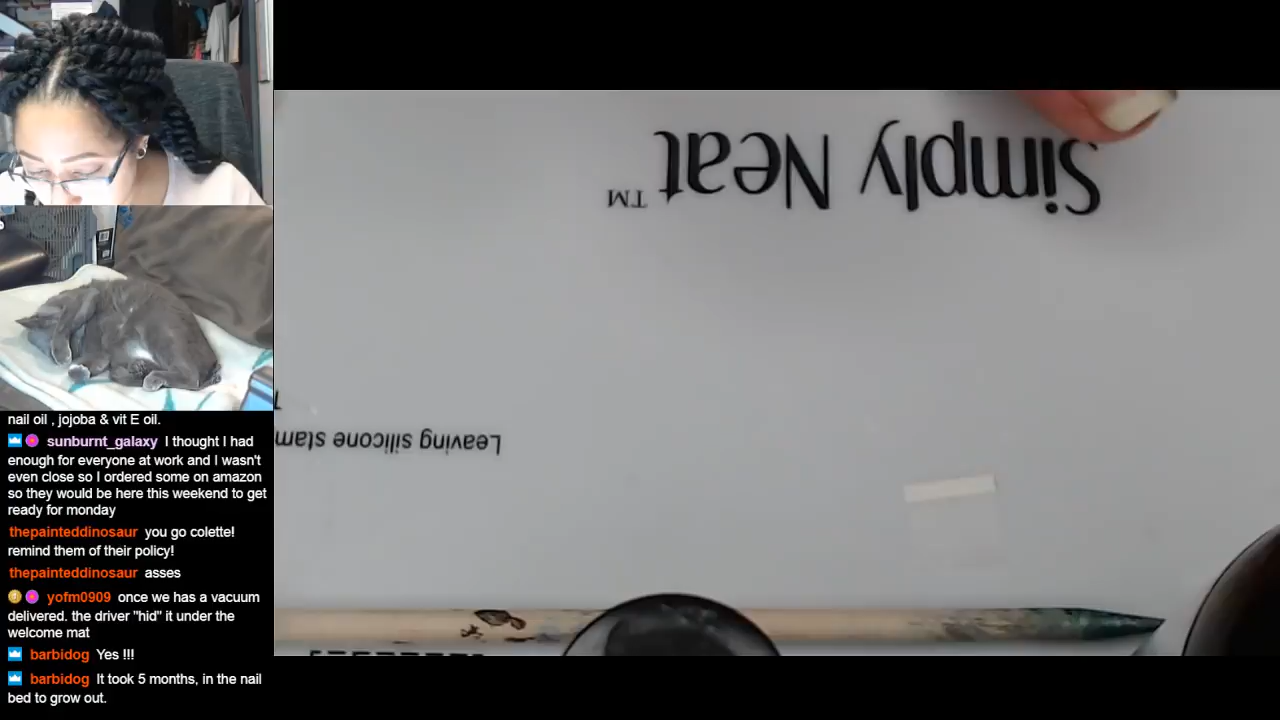 Simply Neat™
Leaving silicone stam
nail oil , jojoba & vit E oil.
sunburnt_galaxy I thought I had
enough for everyone at work and I wasn't
even close so I ordered some on amazon
so they would be here this weekend to get
ready for monday
thepainteddinosaur you go colette!
remind them of their policy!
thepainteddinosaur asses
yofm0909 once we has a vacuum
delivered. the driver "hid" it under the
welcome mat
barbidog Yes !!!
barbidog It took 5 months, in the nail
bed to grow out.